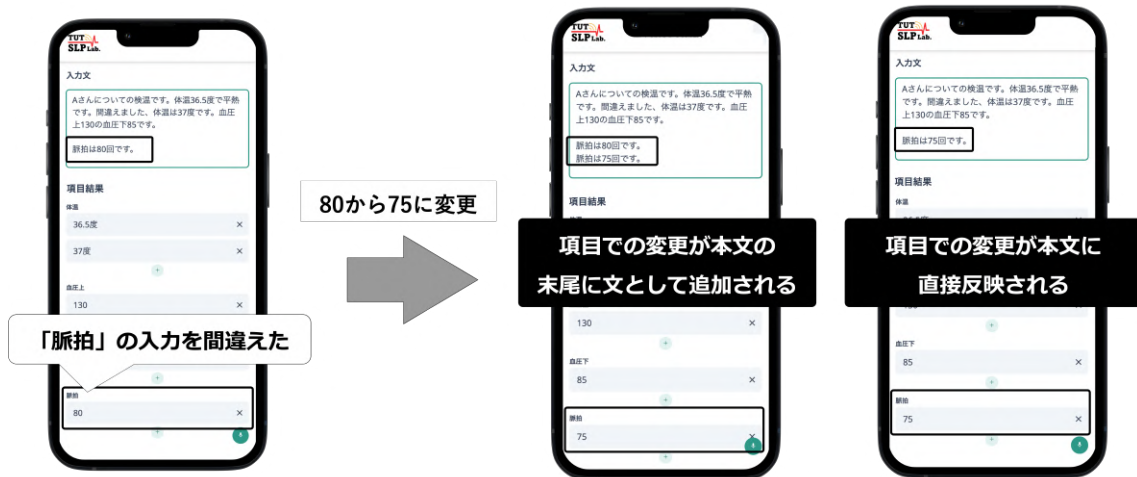 TUT
SLP Lab.
入力文
Aさんについての検温です。体温36.5度で平熱
です。間違えました、体温は37度です。血圧
上130の血圧下85です。
脈拍は80回です。
項目結果
体温
36.5度
×
37度
×
+
血圧上
130
「脈拍」の入力を間違えた
+
脈拍
80
×
+
80から75に変更
TUT
SLP Lab.
入力文
Aさんについての検温です。体温36.5度で平熱
です。間違えました、体温は37度です。血圧
上130の血圧下85です。
脈拍は80回です。
脈拍は75回です。
項目結果
項目での変更が本文の
末尾に文として追加される
130
×
+
血圧下
85
×
+
脈拍
75
×
+
TUT
SLP Lab.
入力文
Aさんについての検温です。体温36.5度で平熱
です。間違えました、体温は37度です。血圧
上130の血圧下85です。
脈拍は75回です。
項目結果
体温
項目での変更が本文に
直接反映される
+
血圧下
85
×
+
脈拍
75
×
+